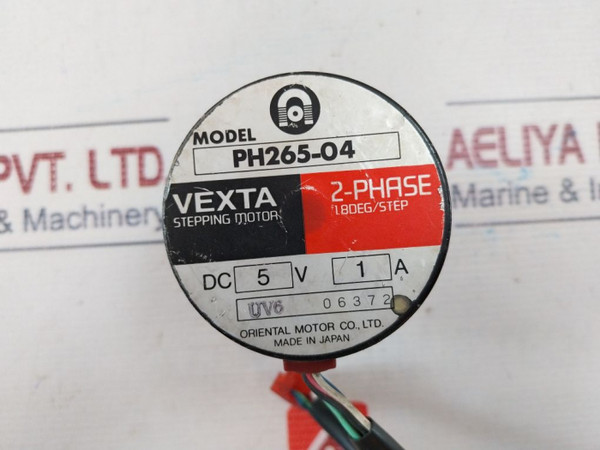 MODEL
PH265-04
VEXTA
STEPPING MOTOR
2-PHASE
1.8DEG/STEP
DC 5 V 1 A
UV6 06372
ORIENTAL MOTOR CO., LTD.
MADE IN JAPAN
PVT. LTD
& Machinery
AELIYA
Marine & In